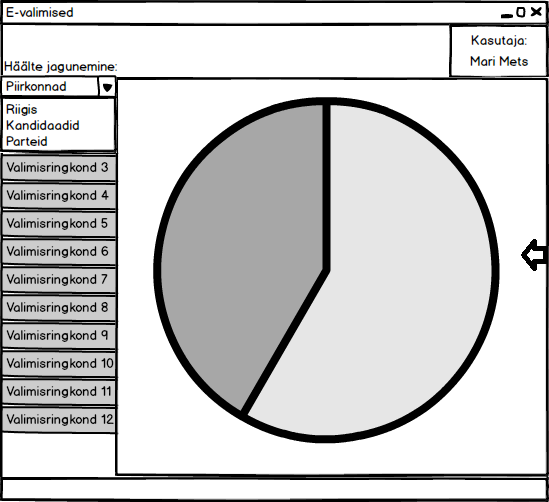 E-valimised
Kasutaja:
Mari Mets
Häälte jagunemine:
Piirkonnad
Riigis
Kandidaadid
Parteid
Valimisringkond 3
Valimisringkond 4
Valimisringkond 5
Valimisringkond 6
Valimisringkond 7
Valimisringkond 8
Valimisringkond 9
Valimisringkond 10
Valimisringkond 11
Valimisringkond 12